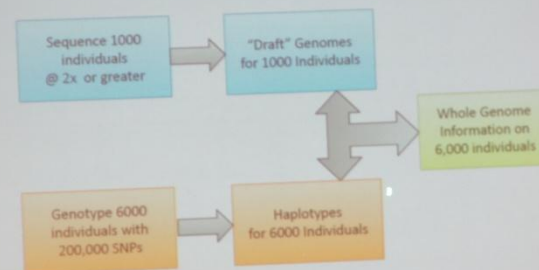 Sequence 1000
individuals
@ 2x or greater
"Draft" Genomes
for 1000 Individuals
Whole Genome
Information on
6,000 individuals
Genotype 6000
individuals with
200,000 SNPs
Haplotypes
for 6000 Individuals